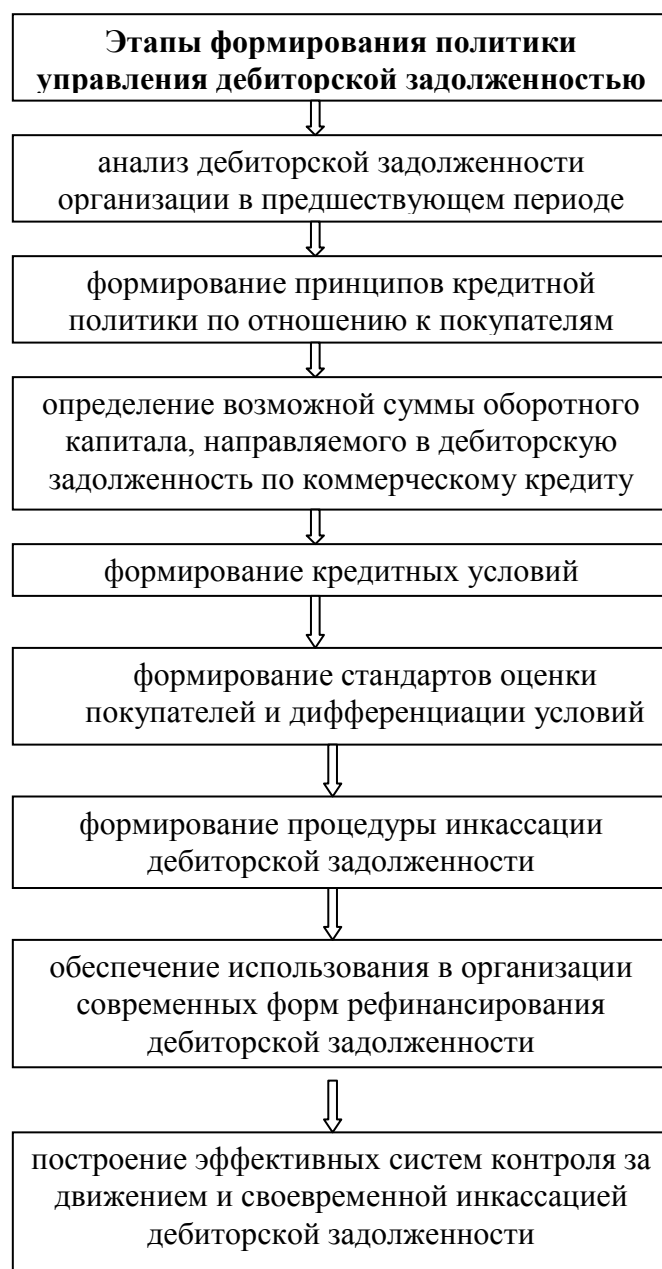 Этапы формирования политики
управления дебиторской задолженностью
анализ дебиторской задолженности
организации в предшествующем периоде
формирование принципов кредитной
политики по отношению к покупателям
определение возможной суммы оборотного
капитала, направляемого в дебиторскую
задолженность по коммерческому кредиту
формирование кредитных условий
формирование стандартов оценки
покупателей и дифференциации условий
формирование процедуры инкассации
дебиторской задолженности
обеспечение использования в организации
современных форм рефинансирования
дебиторской задолженности
построение эффективных систем контроля за
движением и своевременной инкассацией
дебиторской задолженности